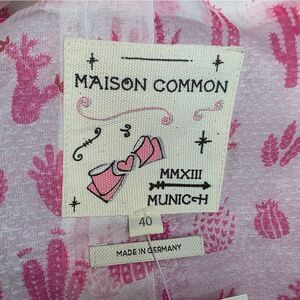 MAISON COMMON
MMXIII
MUNICH
40
MADE IN GERMANY